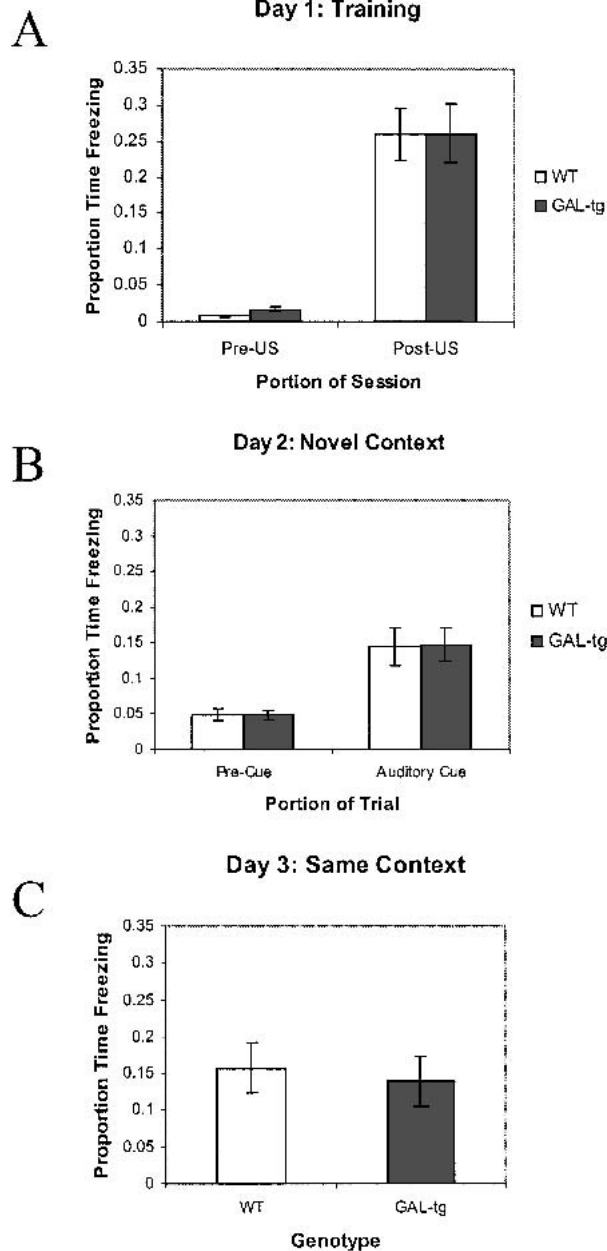 Day 1: Training
A
0.35
0.3
0.25
0.2
0.15
0.1
0.05
0
Proportion Time Freezing
WT
GAL-tg
Pre-US Post-US
Portion of Session
Day 2: Novel Context
B
0.35
0.3
0.25
0.2
0.15
0.1
0.05
0
Proportion Time Freezing
WT
GAL-tg
Pre-Cue Auditory Cue
Portion of Trial
Day 3: Same Context
C
0.35
0.3
0.25
0.2
0.15
0.1
0.05
0
Proportion Time Freezing
WT GAL-tg
Genotype